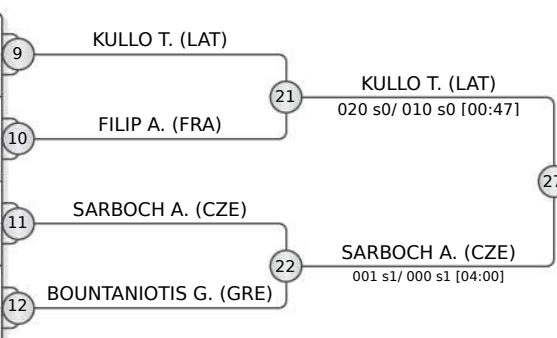 KULLO T. (LAT)
9
21
KULLO T. (LAT)
020 s0/ 010 s0 [00:47]
FILIP A. (FRA)
10
27
SARBOCH A. (CZE)
11
22
SARBOCH A. (CZE)
001 s1/ 000 s1 [04:00]
BOUNTANIOTIS G. (GRE)
12